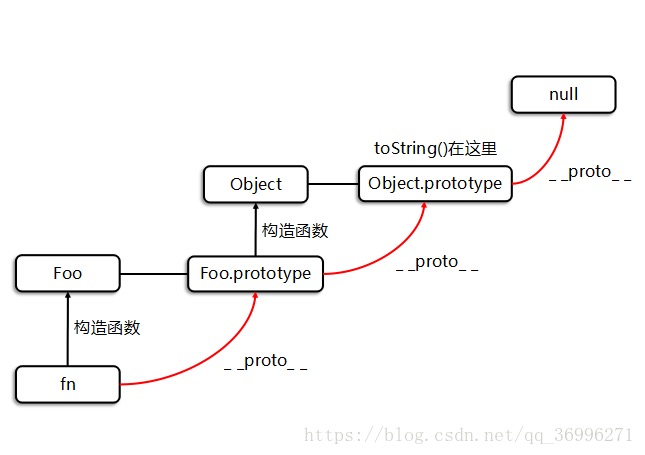 null
toString()在这里
_ _proto_ _
Object
Object.prototype
构造函数
_ _proto_ _
Foo
Foo.prototype
构造函数
_ _proto_ _
fn
https://blog.csdn.net/qq_36996271